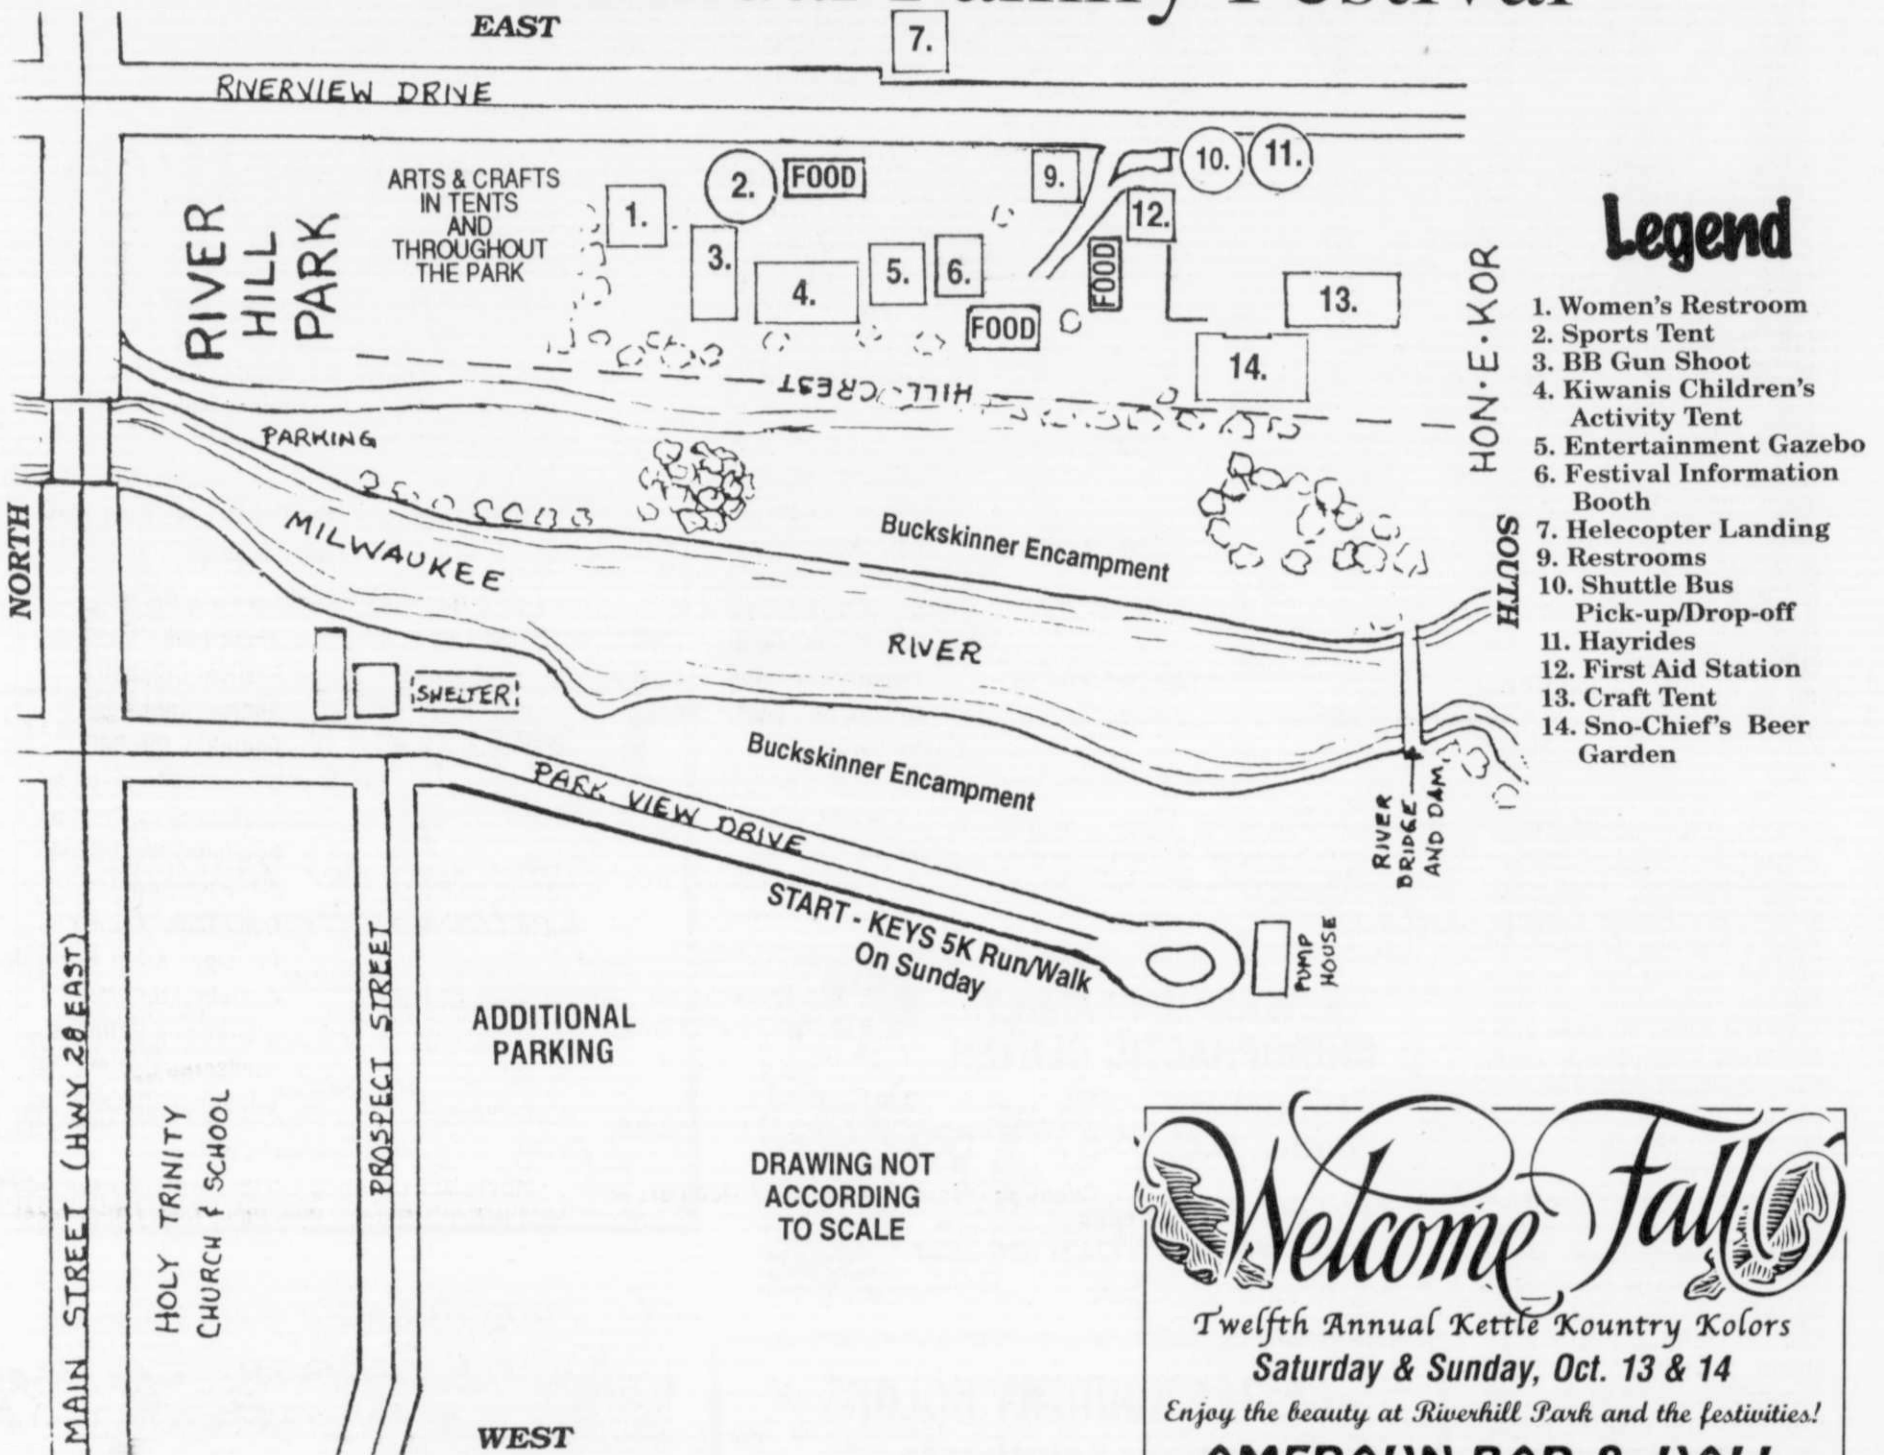 Family Festival
EAST
7.
RIVERVIEW DRIVE
RIVER
HILL
PARK
ARTS & CRAFTS
IN TENTS
AND
THROUGHOUT
THE PARK
1.
2.
FOOD
3.
4.
5.
6.
FOOD
9.
10.
11.
12.
FOOD
13.
14.
HILL-CREST
HON-E-KOR
PARKING
NORTH
SOUTH
MILWAUKEE
RIVER
Buckskinner Encampment
SHELTER
Buckskinner Encampment
PARK VIEW DRIVE
START - KEYS 5K Run/Walk
On Sunday
RIVER
BRIDGE
AND DAM
PUMP
HOUSE
MAIN STREET (HWY 28 EAST)
HOLY TRINITY
CHURCH & SCHOOL
PROSPECT STREET
ADDITIONAL
PARKING
DRAWING NOT
ACCORDING
TO SCALE
WEST
Legend
1. Women's Restroom
2. Sports Tent
3. BB Gun Shoot
4. Kiwanis Children's
Activity Tent
5. Entertainment Gazebo
6. Festival Information
Booth
7. Helecopter Landing
9. Restrooms
10. Shuttle Bus
Pick-up/Drop-off
11. Hayrides
12. First Aid Station
13. Craft Tent
14. Sno-Chief's Beer
Garden
Welcome Fall
Twelfth Annual Kettle Kountry Kolors
Saturday & Sunday, Oct. 13 & 14
Enjoy the beauty at Riverhill Park and the festivities!